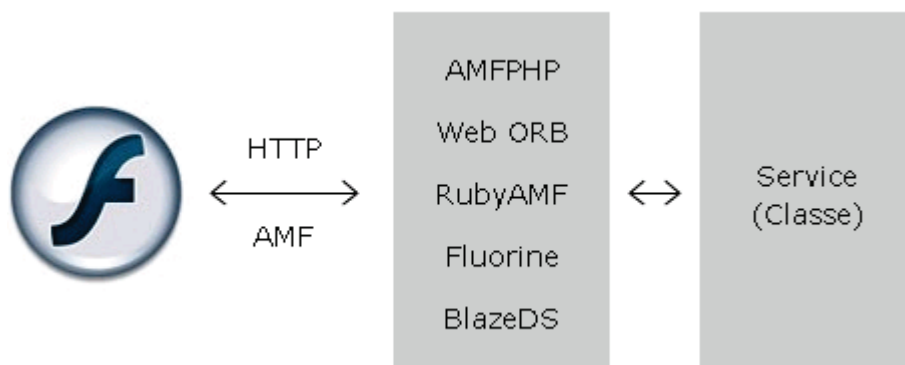 HTTP
AMF
AMFPHP
Web ORB
RubyAMF
Fluorine
BlazeDS
Service
(Classe)